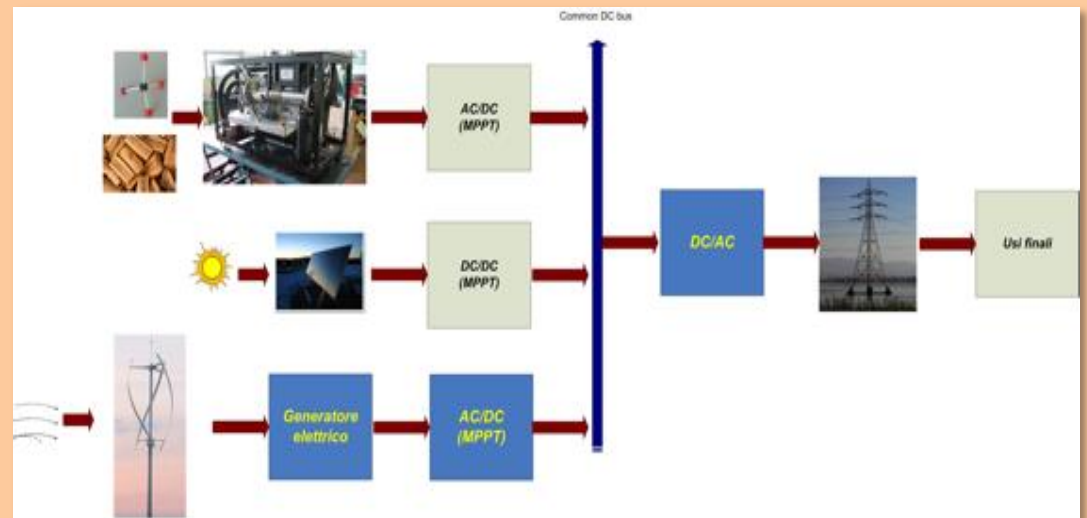 Common DC bus
AC/DC
(MPPT)
DC/DC
(MPPT)
DC/AC
Usi finali
Generatore
elettrico
AC/DC
(MPPT)